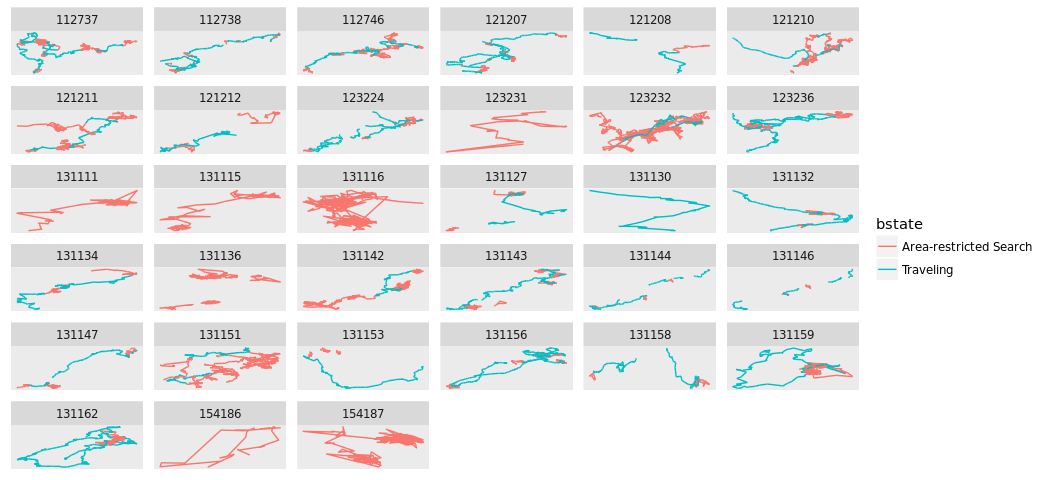 112737 112738 112746 121207 121208 121210
121211 121212 123224 123231 123232 123236
131111 131115 131116 131127 131130 131132
bstate
Area-restricted Search
Traveling
131134 131136 131142 131143 131144 131146
131147 131151 131153 131156 131158 131159
131162 154186 154187